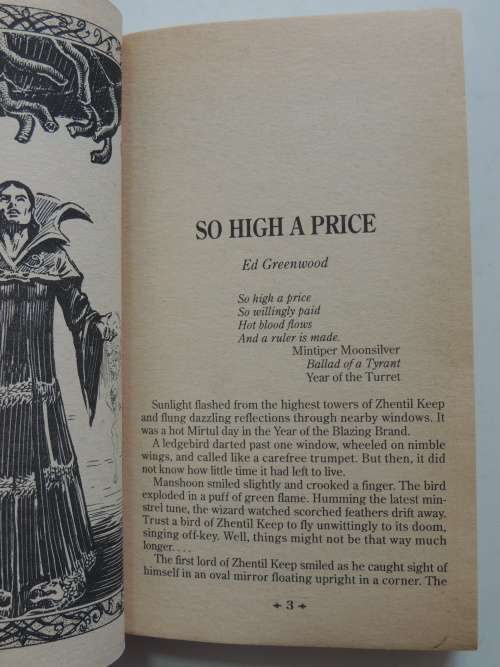 SO HIGH A PRICE
Ed Greenwood
So high a price
So willingly paid
Hot blood flows
And a ruler is made.
Mintiper Moonsilver
Ballad of a Tyrant
Year of the Turret
Sunlight flashed from the highest towers of Zhentil Keep
and flung dazzling reflections through nearby windows. It
was a hot Mirtul day in the Year of the Blazing Brand.
A ledgebird darted past one window, wheeled on nimble
wings, and called like a carefree trumpet. But then, it did
not know how little time it had left to live.
Manshoon smiled slightly and crooked a finger. The bird
exploded in a puff of green flame. Humming the latest min-
strel tune, the wizard watched scorched feathers drift away.
Trust a bird of Zhentil Keep to fly unwittingly to its doom,
singing off-key. Well, things might not be that way much
longer. . . .
The first lord of Zhentil Keep smiled as he caught sight of
himself in an oval mirror floating upright in a corner. The
3